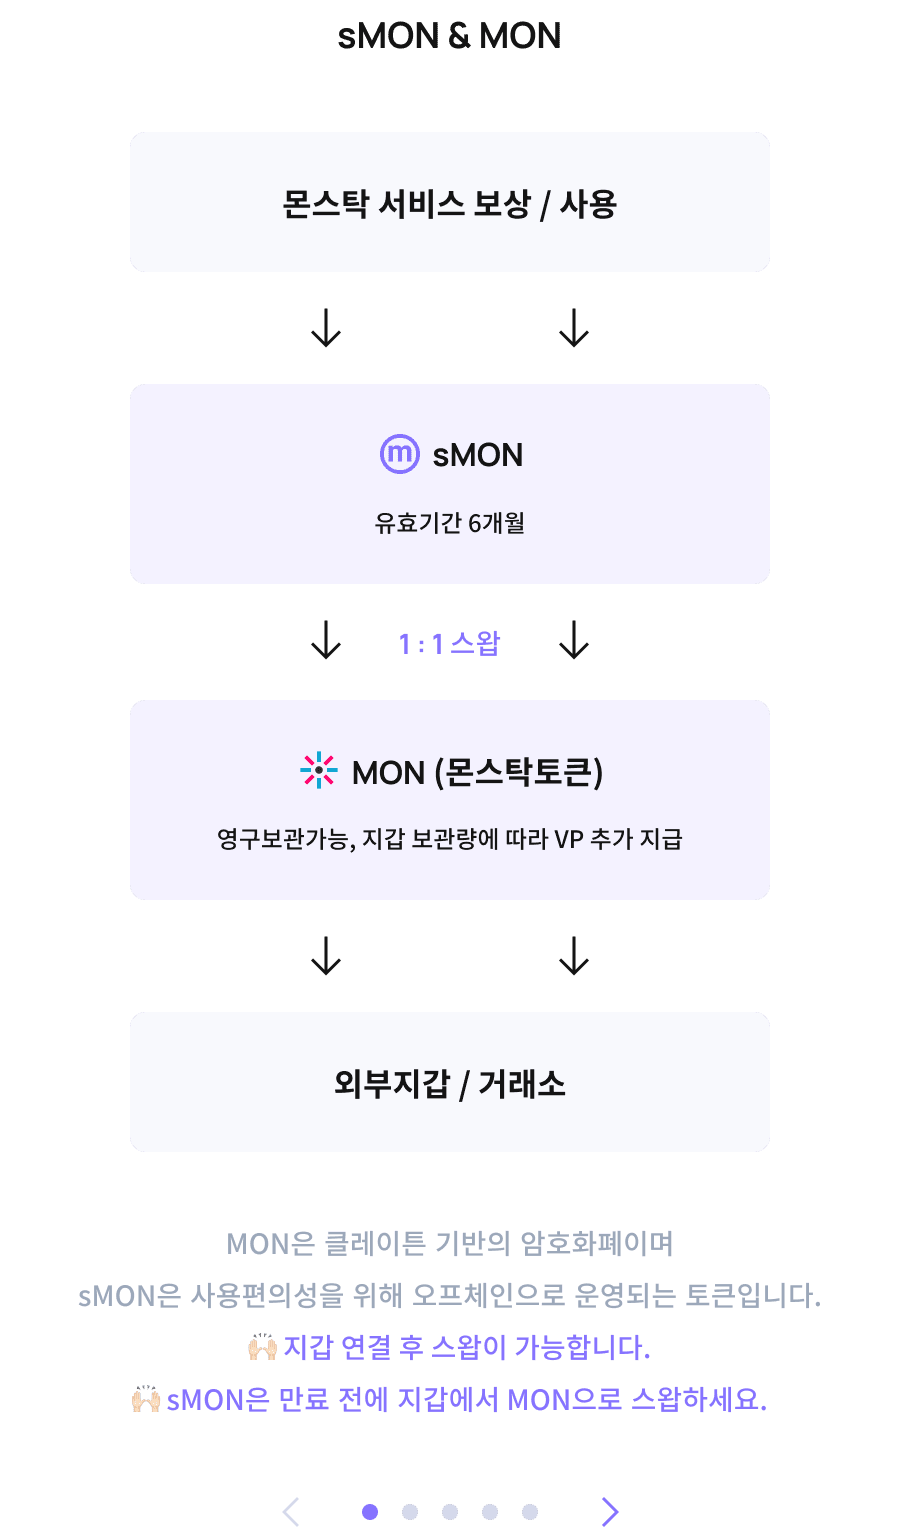 sMON & MON
몬스탁 서비스 보상 / 사용
m sMON
유효기간 6개월
1 : 1 스왑
MON (몬스탁토큰)
영구보관가능, 지갑 보관량에 따라 VP 추가 지급
외부지갑 / 거래소
MON은 클레이튼 기반의 암호화폐이며
sMON은 사용편의성을 위해 오프체인으로 운영되는 토큰입니다.
🙌🏻 지갑 연결 후 스왑이 가능합니다.
🙌🏻 sMON은 만료 전에 지갑에서 MON으로 스왑하세요.